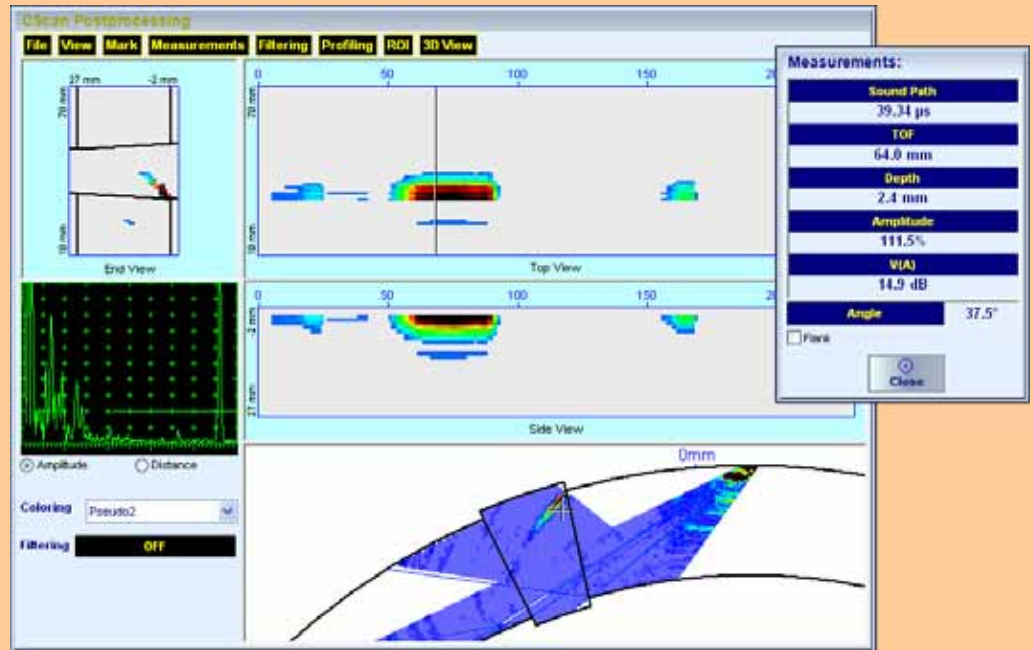 CScan Postprocessing
File View Mark Measurements Filtering Profiling ROI 3D View
27 mm -2 mm
70 mm
10 mm
End View
0 50 100 150
70 mm
10 mm
Top View
0 50 100 150
-2 mm
27 mm
Side View
Amplitude Distance
Coloring Pseudo2
Filtering OFF
0mm
Measurements:
Sound Path
39.34 µs
TOF
64.0 mm
Depth
2.4 mm
Amplitude
111.5%
V(A)
14.9 dB
Angle 37.5°
Close